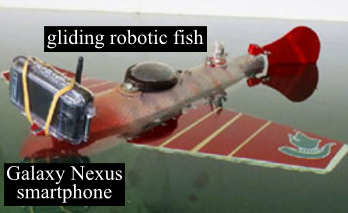 gliding robotic fish
Galaxy Nexus
smartphone